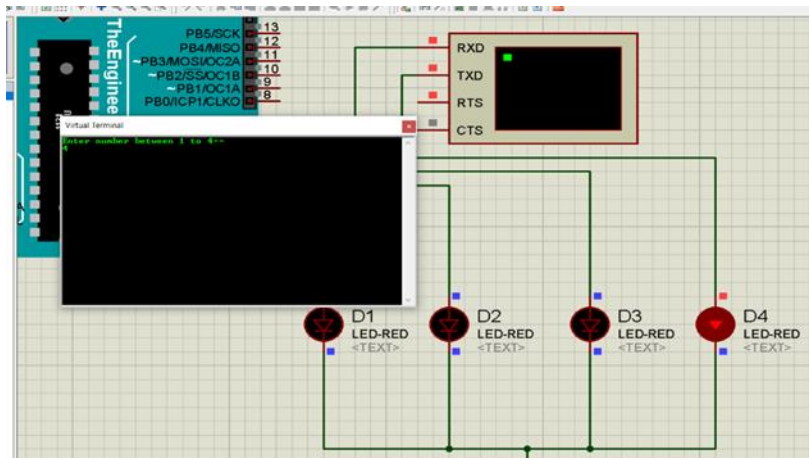 TheEnginee
PB5/SCK 13
PB4/MISO 12
~PB3/MOSI/OC2A 11
~PB2/SS/OC1B 10
~PB1/OC1A 9
PB0/ICP1/CLKO 8
RXD
TXD
RTS
CTS
Virtual Terminal
Enter number between 1 to 4--
4
D1
LED-RED
<TEXT>
D2
LED-RED
<TEXT>
D3
LED-RED
<TEXT>
D4
LED-RED
<TEXT>